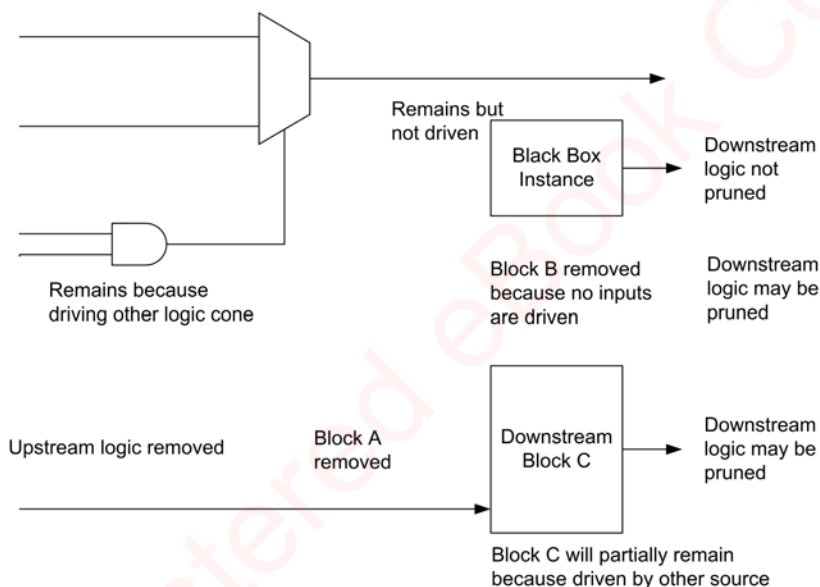 Remains but
not driven
Black Box
Instance
Downstream
logic not
pruned
Remains because
driving other logic cone
Block B removed
because no inputs
are driven
Downstream
logic may be
pruned
Upstream logic removed
Block A
removed
Downstream
Block C
Downstream
logic may be
pruned
Block C will partially remain
because driven by other source